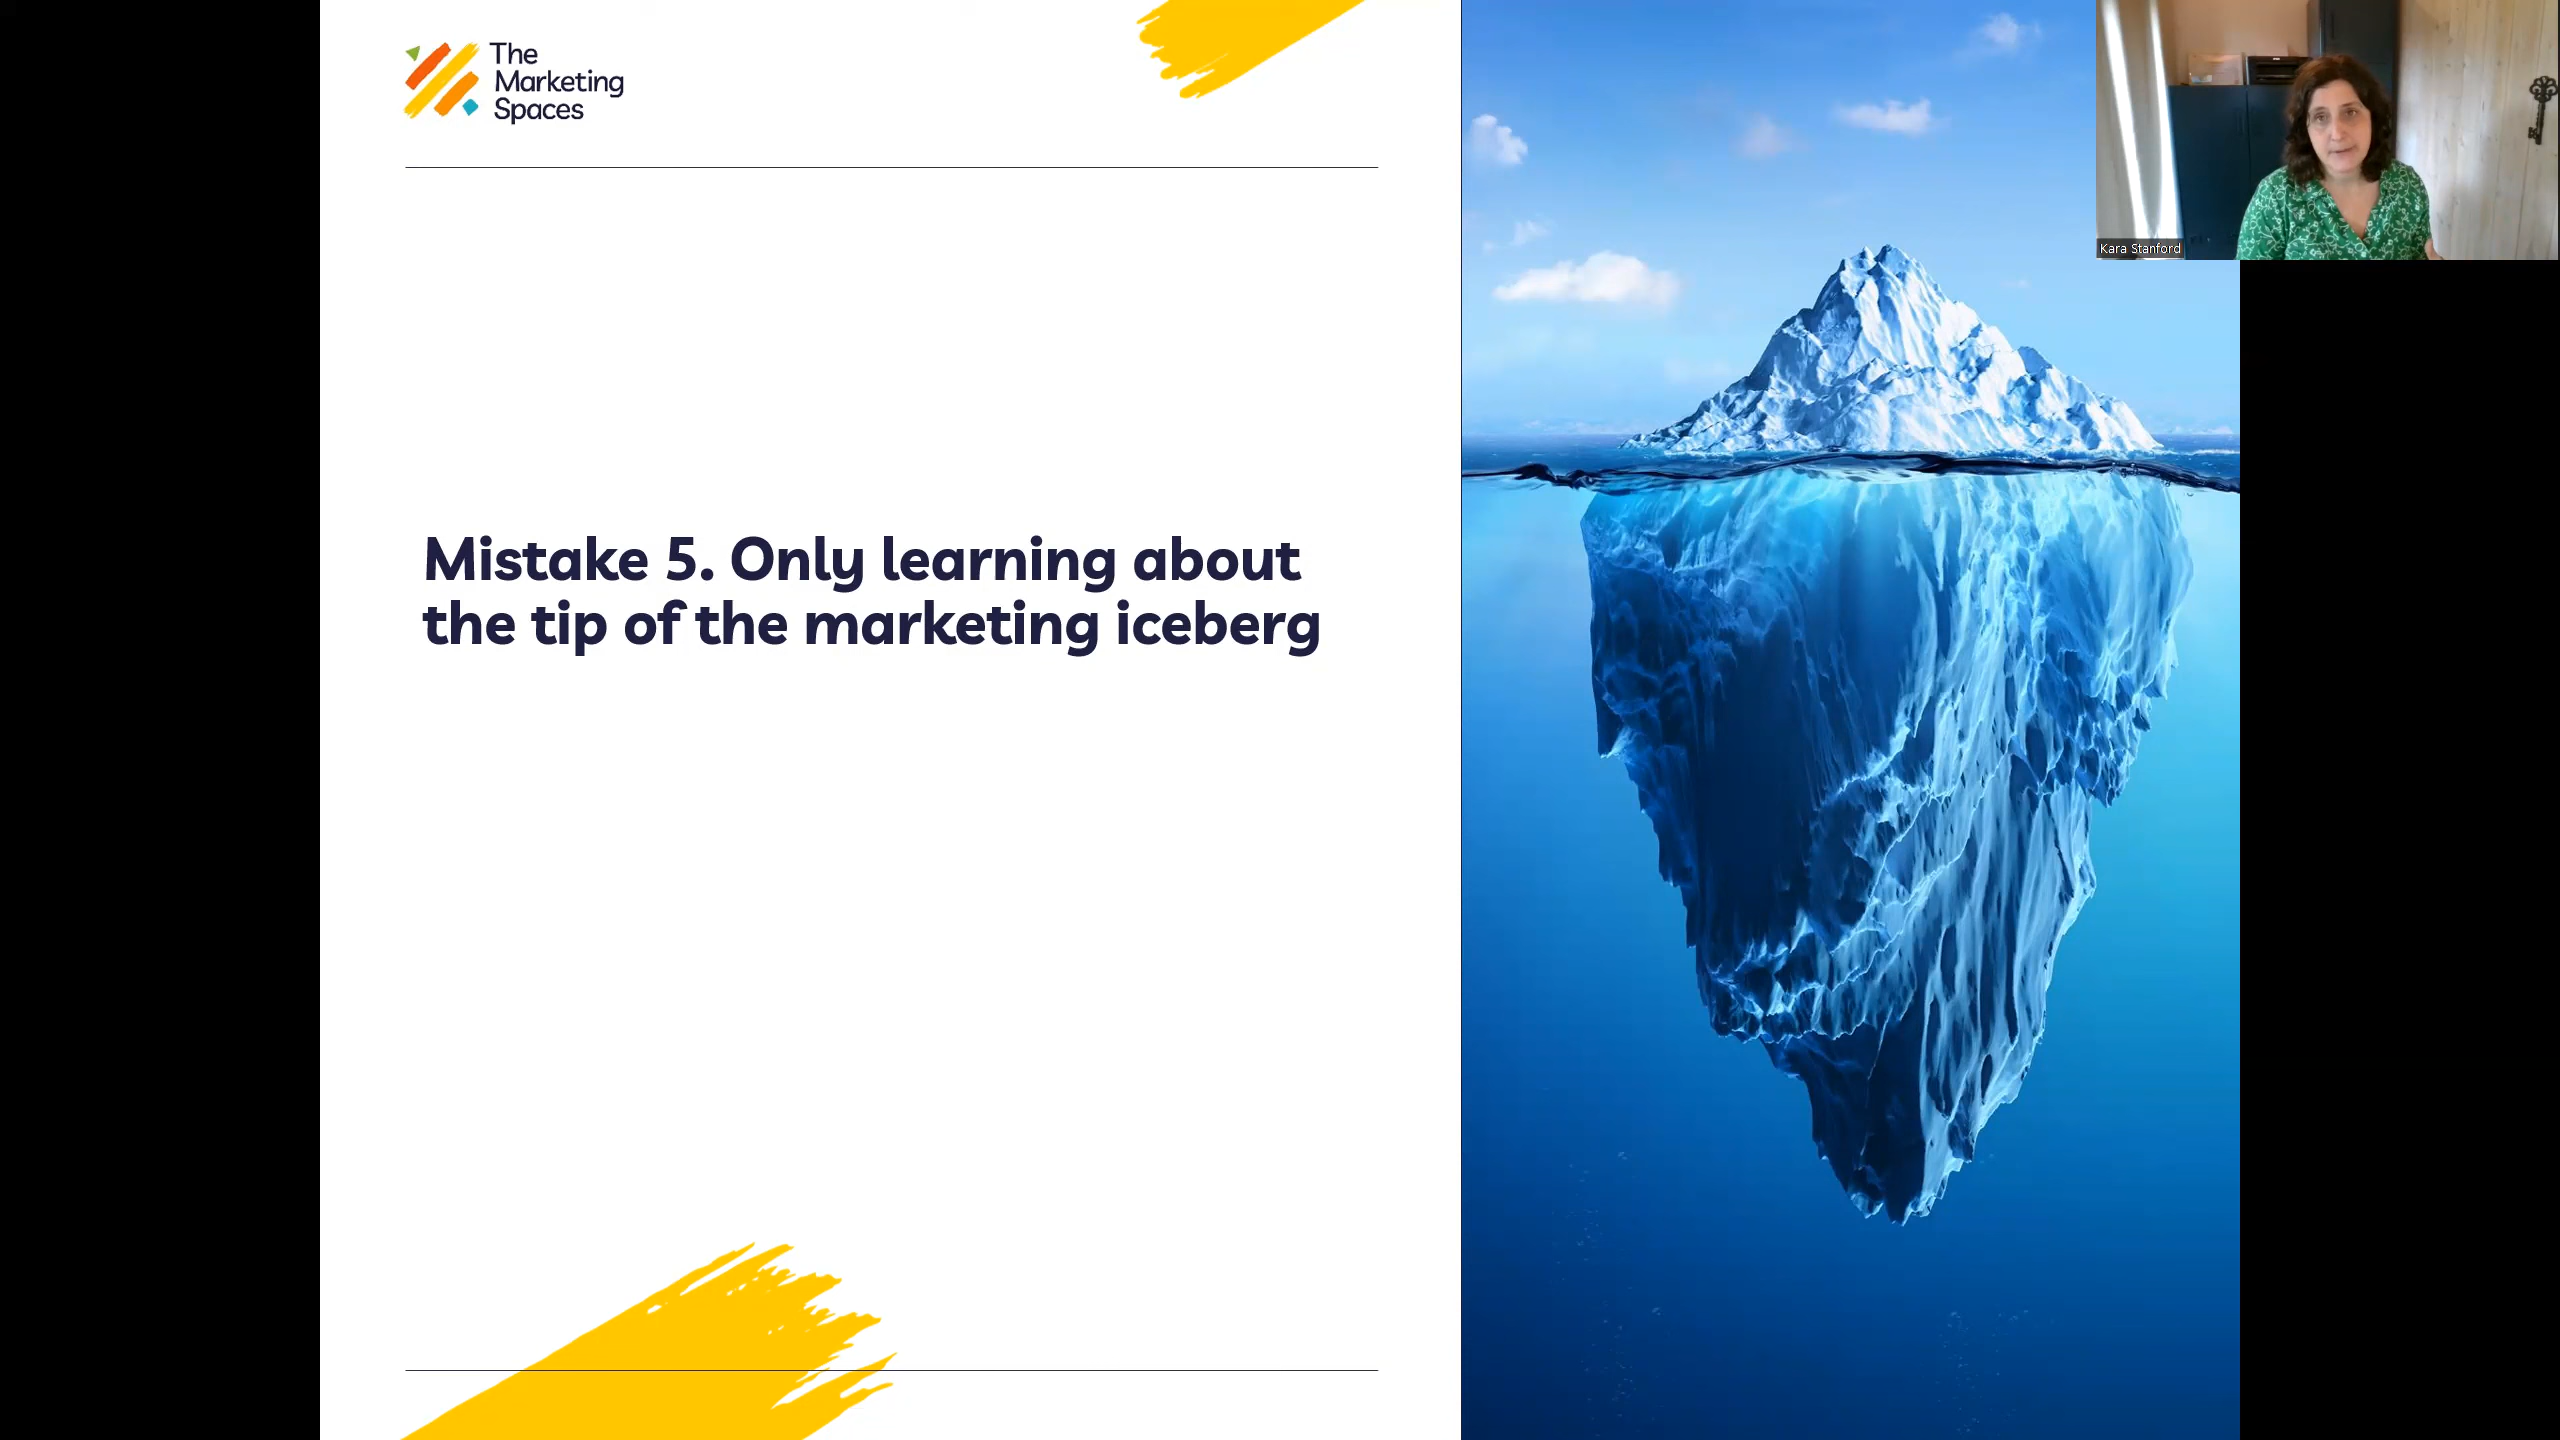 The
Marketing
Spaces
Kara Stanford
Mistake 5. Only learning about
the tip of the marketing iceberg